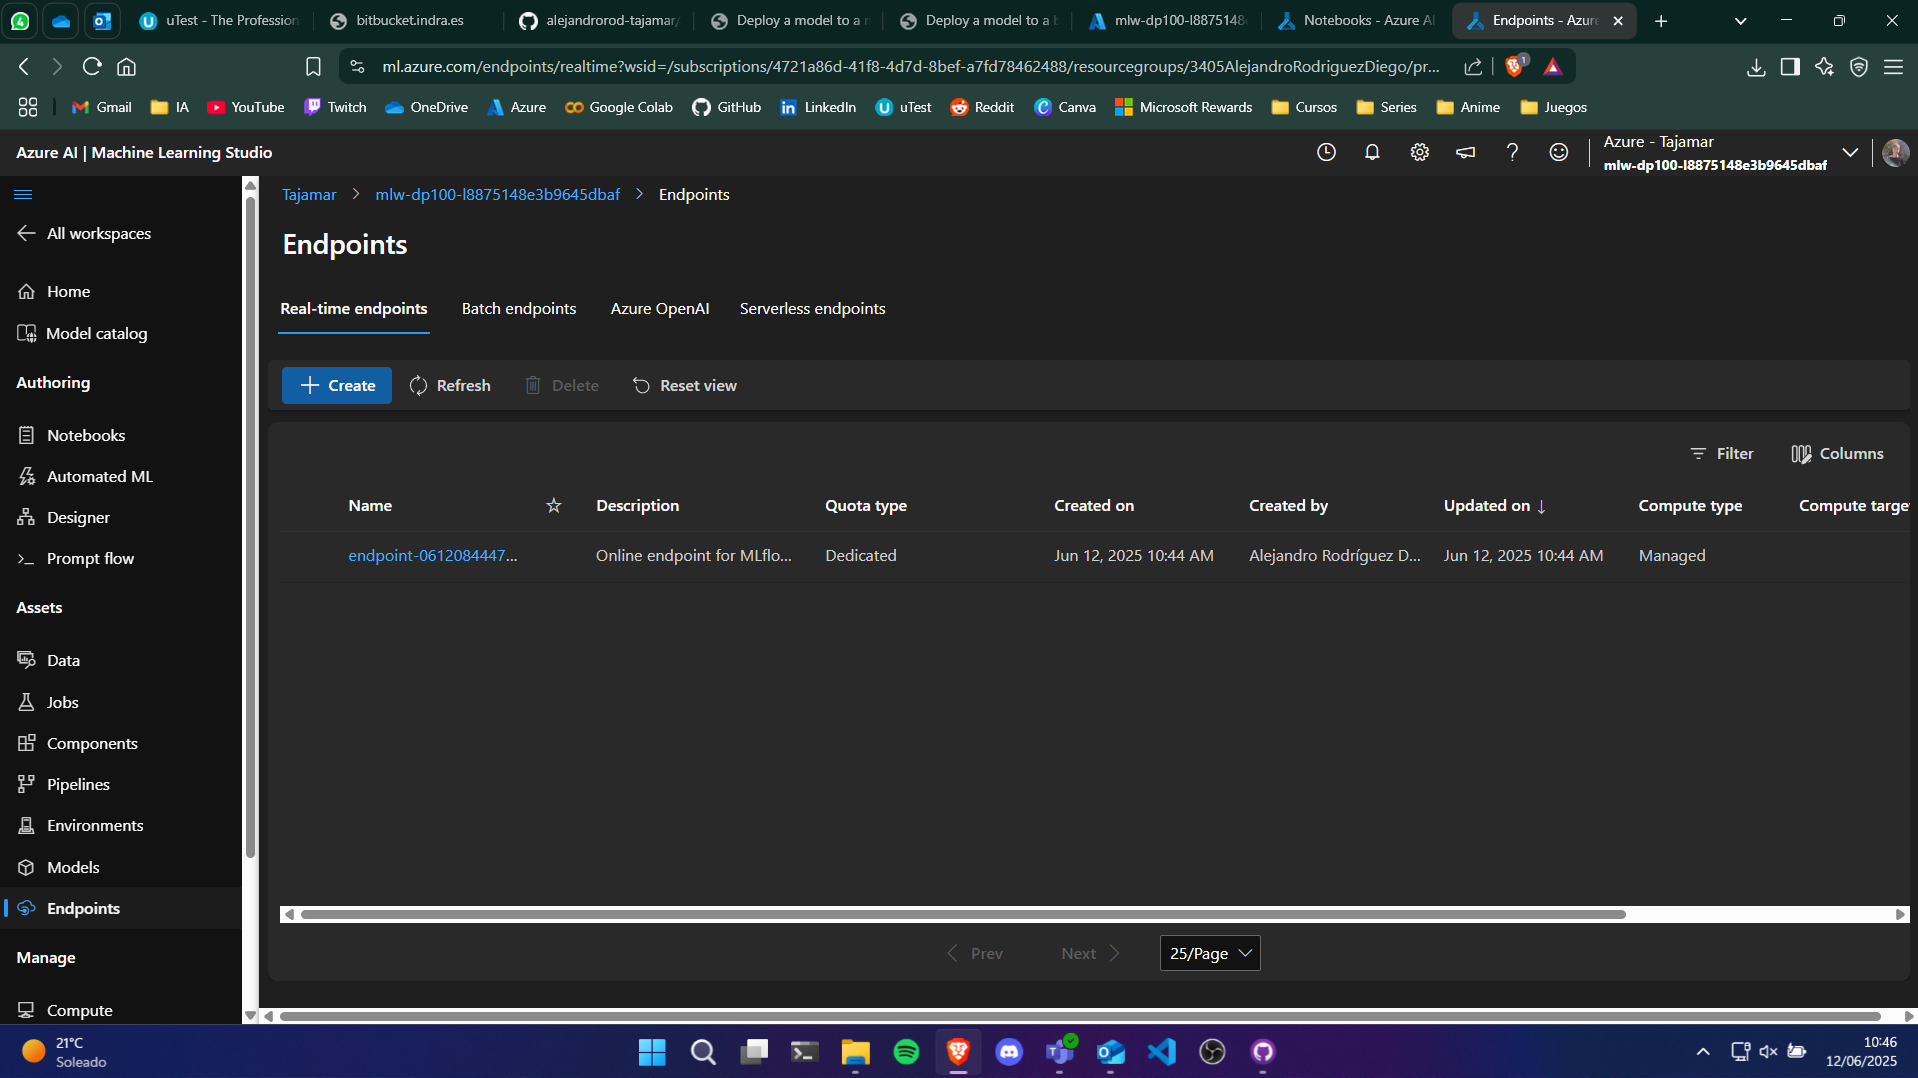 uTest - The Profession
bitbucket.indra.es
alejandrorod-tajamar/
Deploy a model to a m
Deploy a model to a b
mlw-dp100-l8875148
Notebooks - Azure AI
Endpoints - Azure
ml.azure.com/endpoints/realtime?wsid=/subscriptions/4721a86d-41f8-4d7d-8bef-a7fd78462488/resourcegroups/3405AlejandroRodriguezDiego/pr...
1
Gmail
IA
YouTube
Twitch
OneDrive
Azure
Google Colab
GitHub
LinkedIn
uTest
Reddit
Canva
Microsoft Rewards
Cursos
Series
Anime
Juegos
Azure AI | Machine Learning Studio
Azure - Tajamar
mlw-dp100-l8875148e3b9645dbaf
All workspaces
Home
Model catalog
Authoring
Notebooks
Automated ML
Designer
Prompt flow
Assets
Data
Jobs
Components
Pipelines
Environments
Models
Endpoints
Manage
Compute
Tajamar > mlw-dp100-l8875148e3b9645dbaf > Endpoints
Endpoints
Real-time endpoints
Batch endpoints
Azure OpenAI
Serverless endpoints
Create
Refresh
Delete
Reset view
Filter
Columns
Name
Description
Quota type
Created on
Created by
Updated on ↓
Compute type
Compute targe
endpoint-0612084447...
Online endpoint for MLflo...
Dedicated
Jun 12, 2025 10:44 AM
Alejandro Rodríguez D...
Jun 12, 2025 10:44 AM
Managed
Prev
Next
25/Page
21°C
Soleado
10:46
12/06/2025